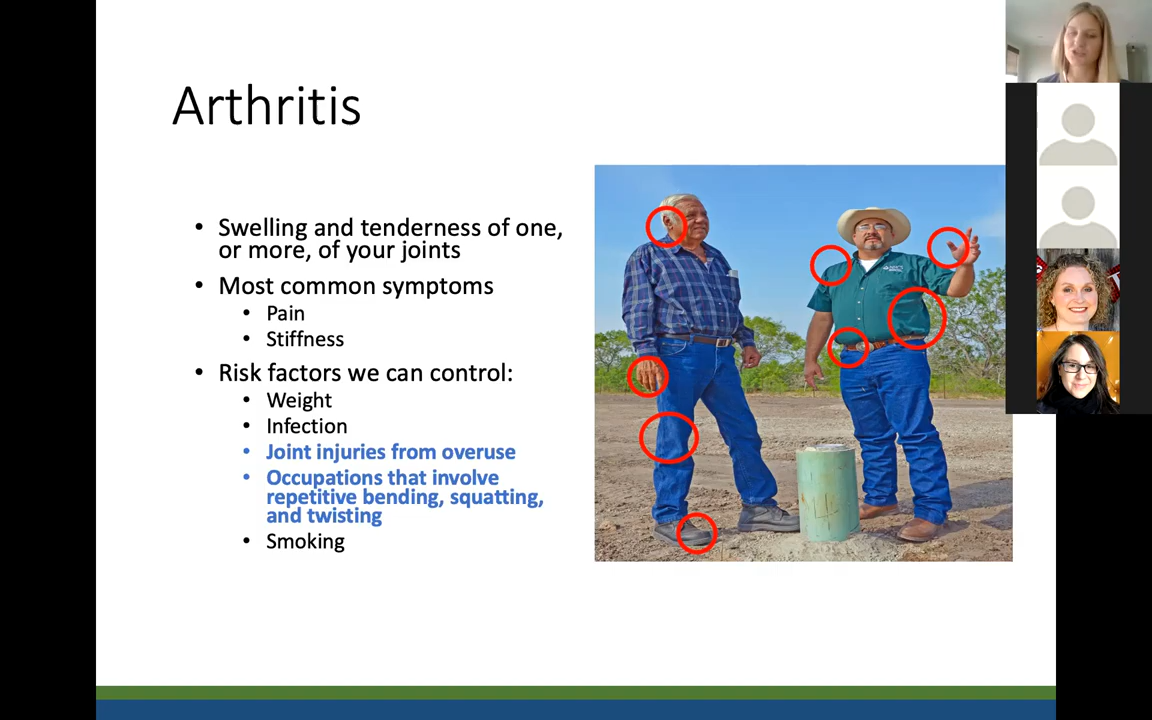 Arthritis
• Swelling and tenderness of one,
or more, of your joints
• Most common symptoms
• Pain
• Stiffness
• Risk factors we can control:
• Weight
• Infection
• Joint injuries from overuse
• Occupations that involve
repetitive bending, squatting,
and twisting
• Smoking